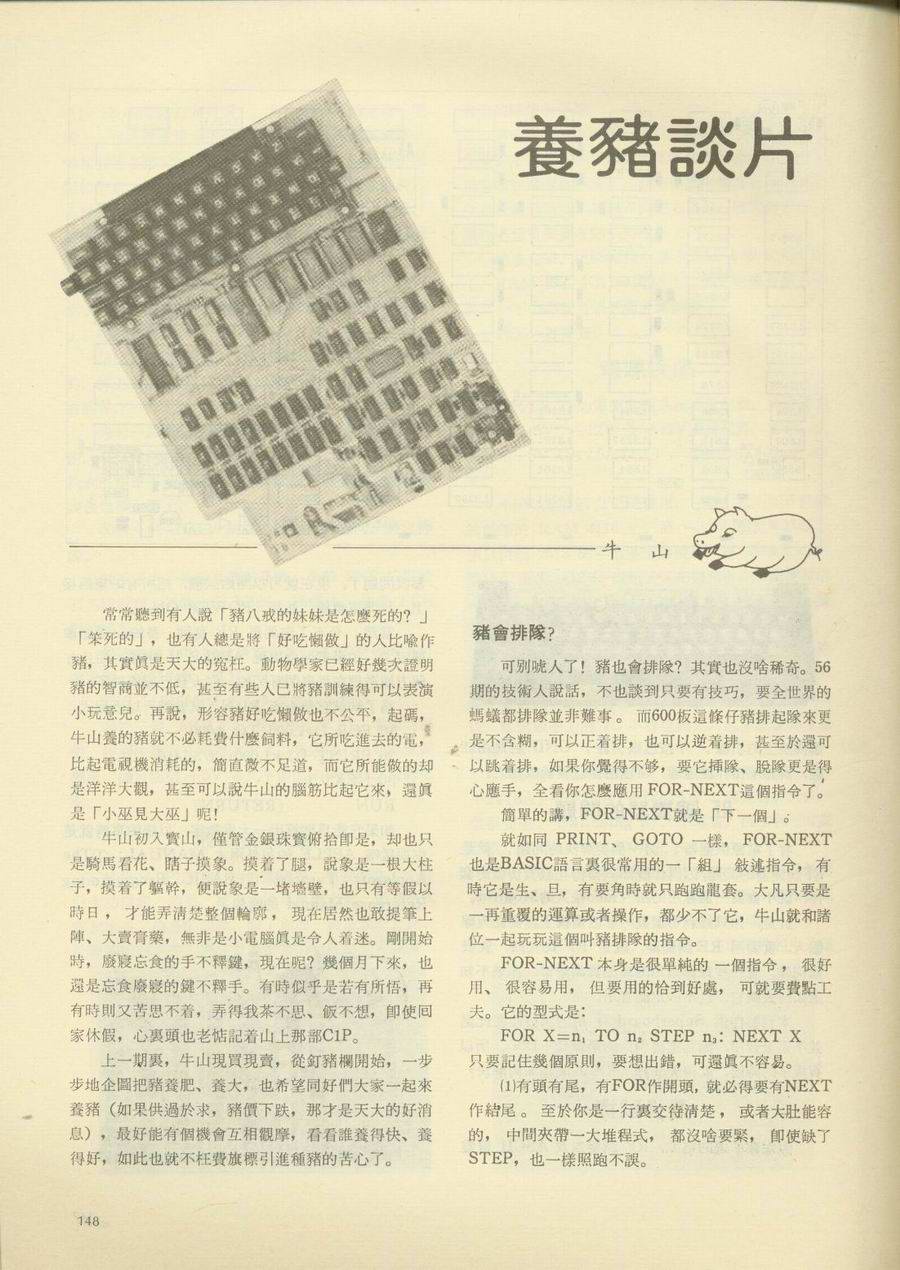 養豬談片
牛 山
常常聽到有人說「豬八戒的妹妹是怎麼死的?」
「笨死的」,也有人總是將「好吃懶做」的人比喻作
豬,其實眞是天大的寃枉。動物學家已經好幾次證明
豬的智商並不低,甚至有些人已將豬訓練得可以表演
小玩意兒。再說,形容豬好吃懶做也不公平,起碼,
牛山養的豬就不必耗費什麼飼料,它所吃進去的電,
比起電視機消耗的,簡直微不足道,而它所能做的却
是洋洋大觀,甚至可以說牛山的腦筋比起它來,還眞
是「小巫見大巫」呢!
牛山初入寳山,僅管金銀珠寳俯拾卽是,却也只
是騎馬看花、瞎子摸象。摸着了腿,說象是一根大柱
子,摸着了軀幹,便說象是一堵墻壁,也只有等假以
時日,才能弄淸楚整個輪廓,現在居然也敢提筆上
陣、大賣膏藥,無非是小電腦眞是令人着迷。剛開始
時,廢寢忘食的手不釋鍵,現在呢?幾個月下來,也
還是忘食廢寢的鍵不釋手。有時似乎是若有所悟,再
有時則又苦思不着,弄得我茶不思、飯不想,卽使回
家休假,心裏頭也老惦記着山上那部C1P。
上一期裏,牛山現買現賣,從釘豬欄開始,一步
步地企圖把豬養肥、養大,也希望同好們大家一起來
養豬(如果供過於求,豬價下跌,那才是天大的好消
息),最好能有個機會互相觀摩,看看誰養得快、養
得好,如此也就不枉費旗標引進種豬的苦心了。
豬會排隊?
可別唬人了!豬也會排隊?其實也沒啥稀奇。56
期的技術人說話,不也談到只要有技巧,要全世界的
螞蟻都排隊並非難事。而600板這條仔豬排起隊來更
是不含糊,可以正着排,也可以逆着排,甚至於還可
以跳着排,如果你覺得不够,要它揷隊、脫隊更是得
心應手,全看你怎麼應用FOR-NEXT這個指令了。
簡單的講,FOR-NEXT就是「下一個」。
就如同 PRINT、 GOTO 一樣, FOR-NEXT
也是BASIC語言裏很常用的一「組」敍述指令,有
時它是生、旦,有要角時就只跑跑龍套。大凡只要是
一再重覆的運算或者操作,都少不了它,牛山就和諸
位一起玩玩這個叫豬排隊的指令。
FOR-NEXT 本身是很單純的一個指令,很好
用、很容易用,但要用的恰到好處,可就要費點工
夫。它的型式是:
FOR X=n₁ TO n₂ STEP n₃: NEXT X
只要記住幾個原則,要想出錯,可還眞不容易。
⑴有頭有尾,有FOR作開頭,就必得要有NEXT
作結尾。至於你是一行裏交待淸楚,或者大肚能容
的,中間夾帶一大堆程式,都沒啥要緊,卽使缺了
STEP,也一樣照跑不誤。
148